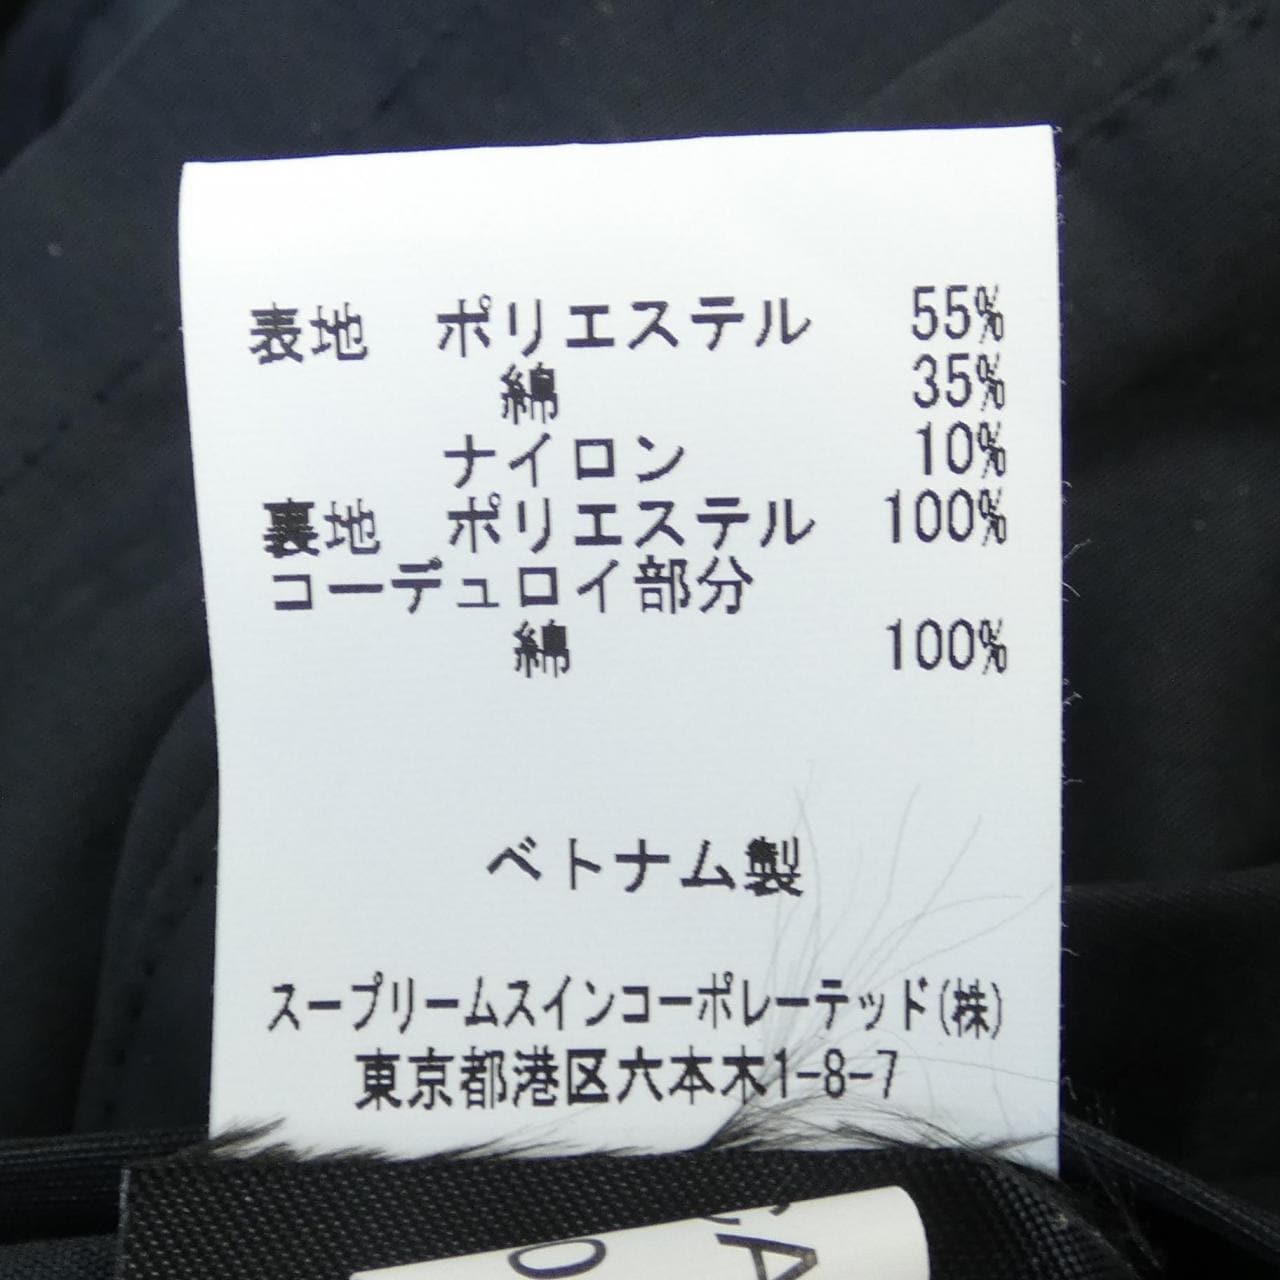 表地 ポリエステル 55%
綿 35%
ナイロン 10%
裏地 ポリエステル 100%
コーデュロイ部分
綿 100%
ベトナム製
スープリームスインコーポレーテッド(株)
東京都港区六本木1-8-7